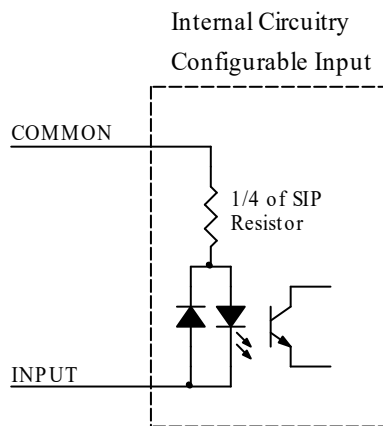 Internal Circuitry
Configurable Input
COMMON
1/4 of SIP
Resistor
INPUT